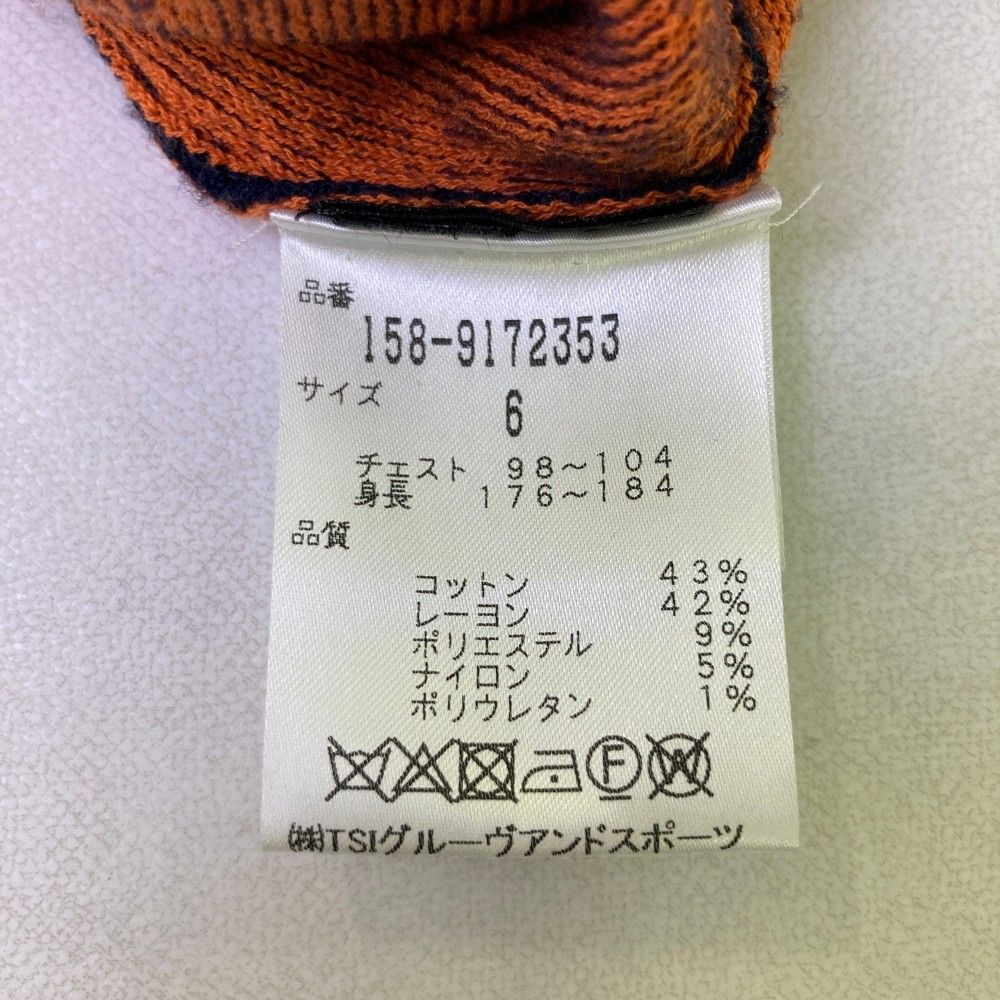 品番
158-9172353
サイズ
6
チェスト 98～104
身長 176～184
品質
コットン 43%
レーヨン 42%
ポリエステル 9%
ナイロン 5%
ポリウレタン 1%
F W
㈱TSIグルーヴアンドスポーツ